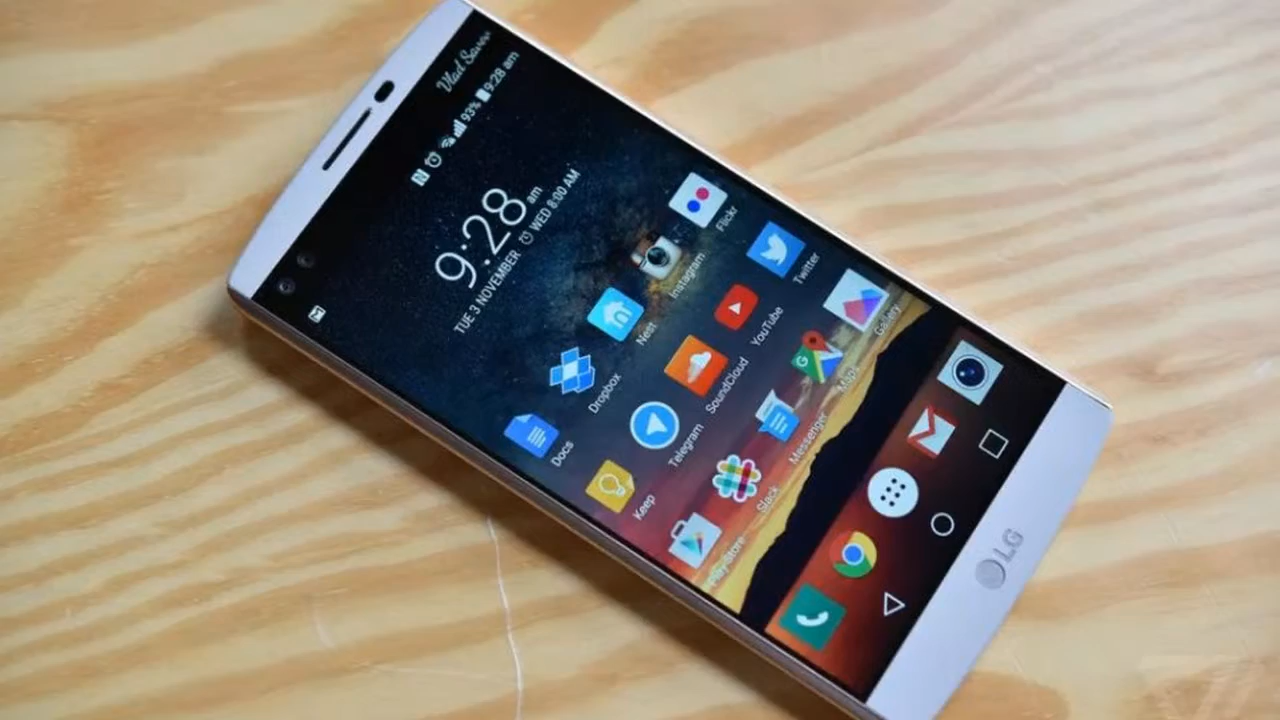 Vlad Savov
93% 9:28 am
9:28 am
TUE 3 NOVEMBER WED 8:00 AM
Docs
Dropbox
Nest
Instagram
Flickr
Keep
Telegram
SoundCloud
YouTube
Twitter
Play Store
Slack
Messenger
Maps
Gallery
LG